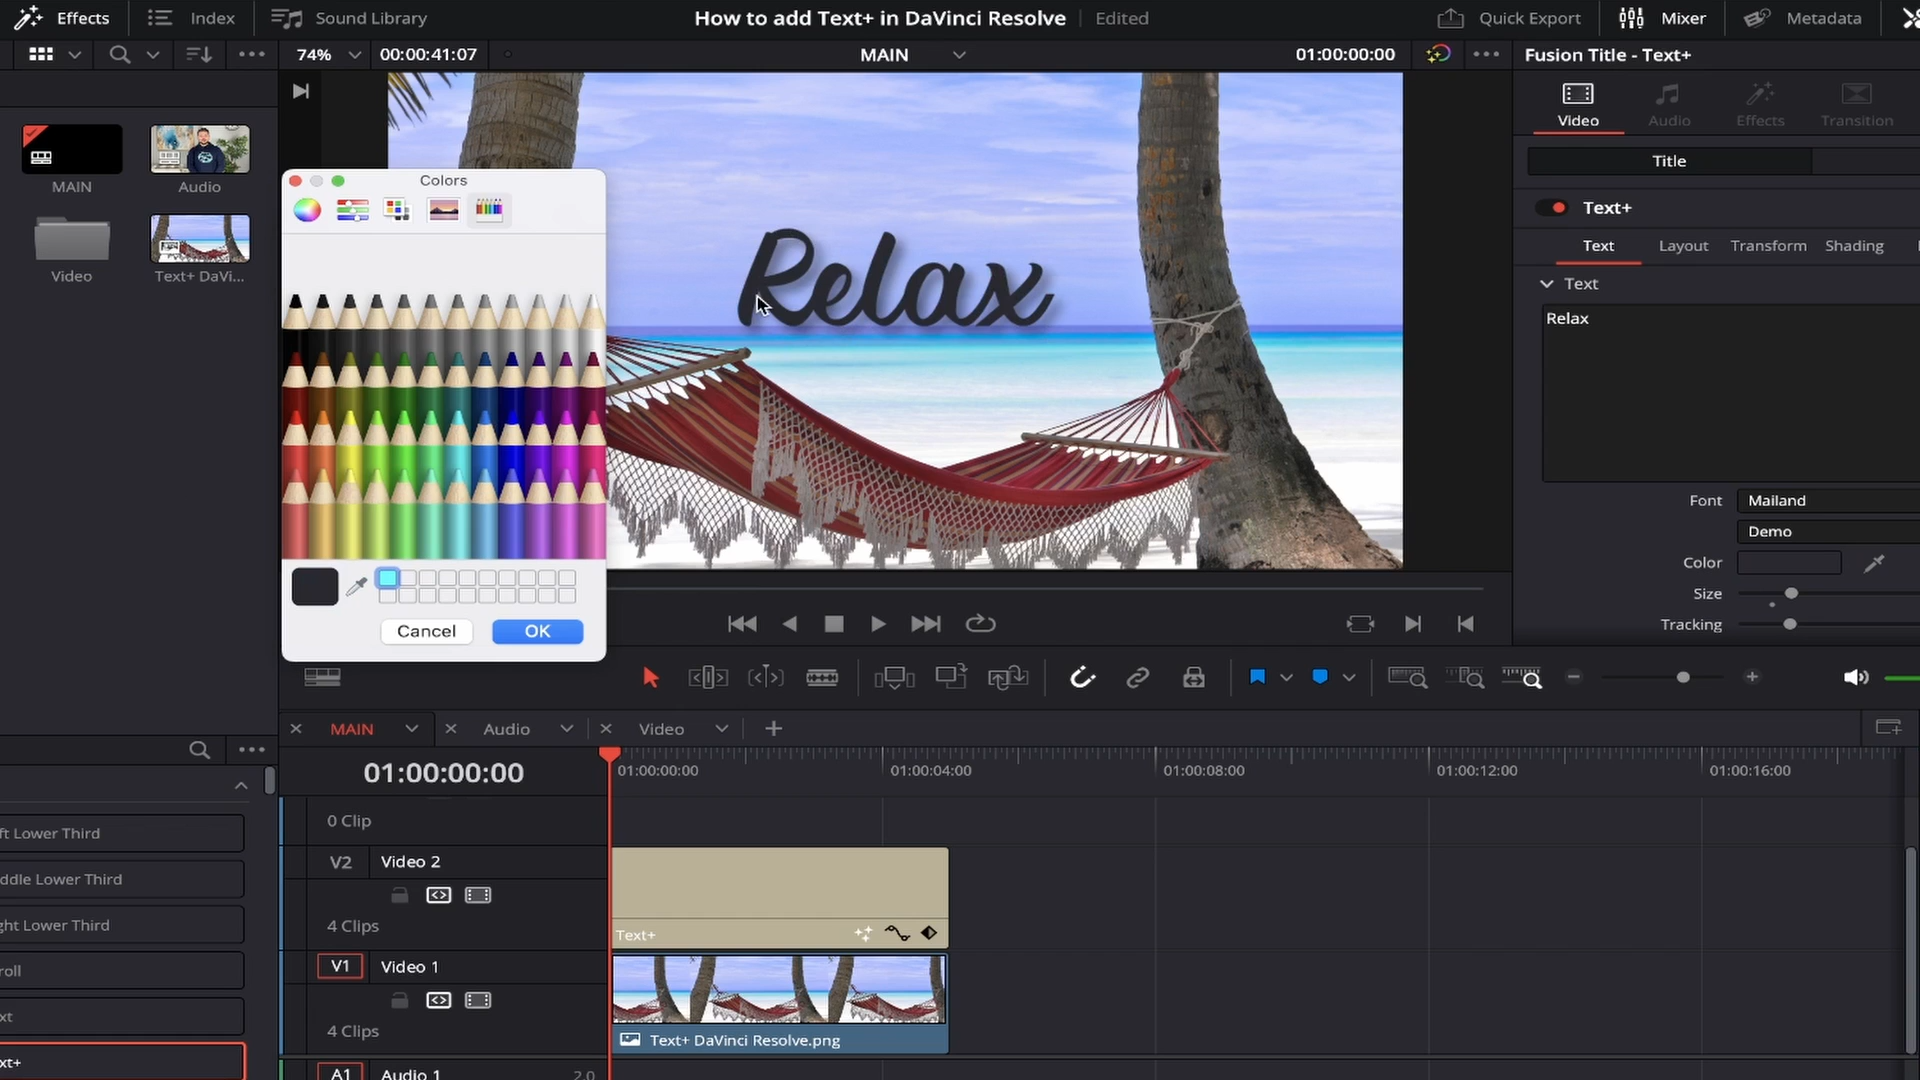 Effects
Index
Sound Library
How to add Text+ in DaVinci Resolve
Edited
Quick Export
Mixer
Metadata
74%
00:00:41:07
MAIN
01:00:00:00
Fusion Title - Text+
Video
Audio
Effects
Transition
Title
Text+
Text
Layout
Transform
Shading
Text
Relax
Font
Mailand
Demo
Color
Size
Tracking
MAIN
Audio
Video
Text+ DaVi...
Colors
Cancel
OK
Relax
MAIN
Audio
Video
01:00:00:00
01:00:00:00
01:00:04:00
01:00:08:00
01:00:12:00
01:00:16:00
0 Clip
V2
Video 2
4 Clips
Text+
V1
Video 1
4 Clips
Text+ DaVinci Resolve.png
A1
Audio 1
2.0
ft Lower Third
ddle Lower Third
ght Lower Third
roll
xt
xt+